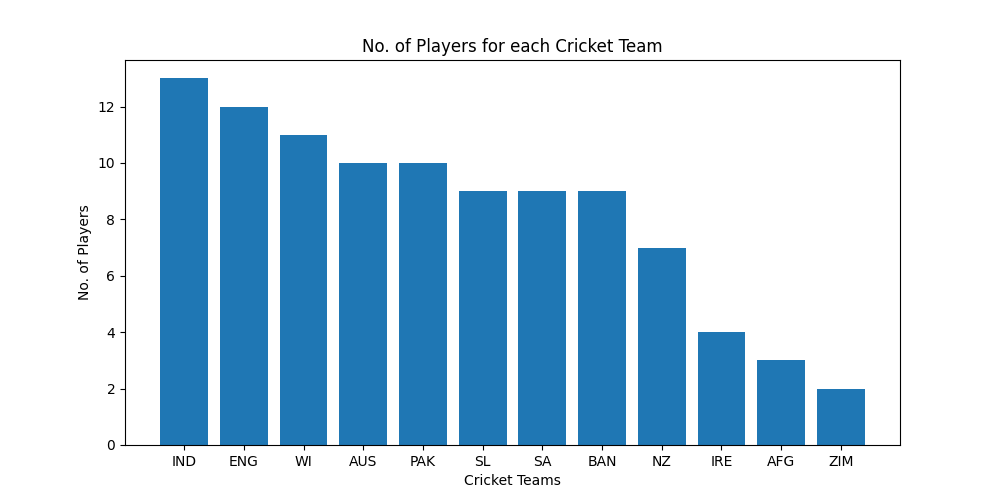 No. of Players for each Cricket Team
No. of Players
12
10
8
6
4
2
0
IND ENG WI AUS PAK SL SA BAN NZ IRE AFG ZIM
Cricket Teams